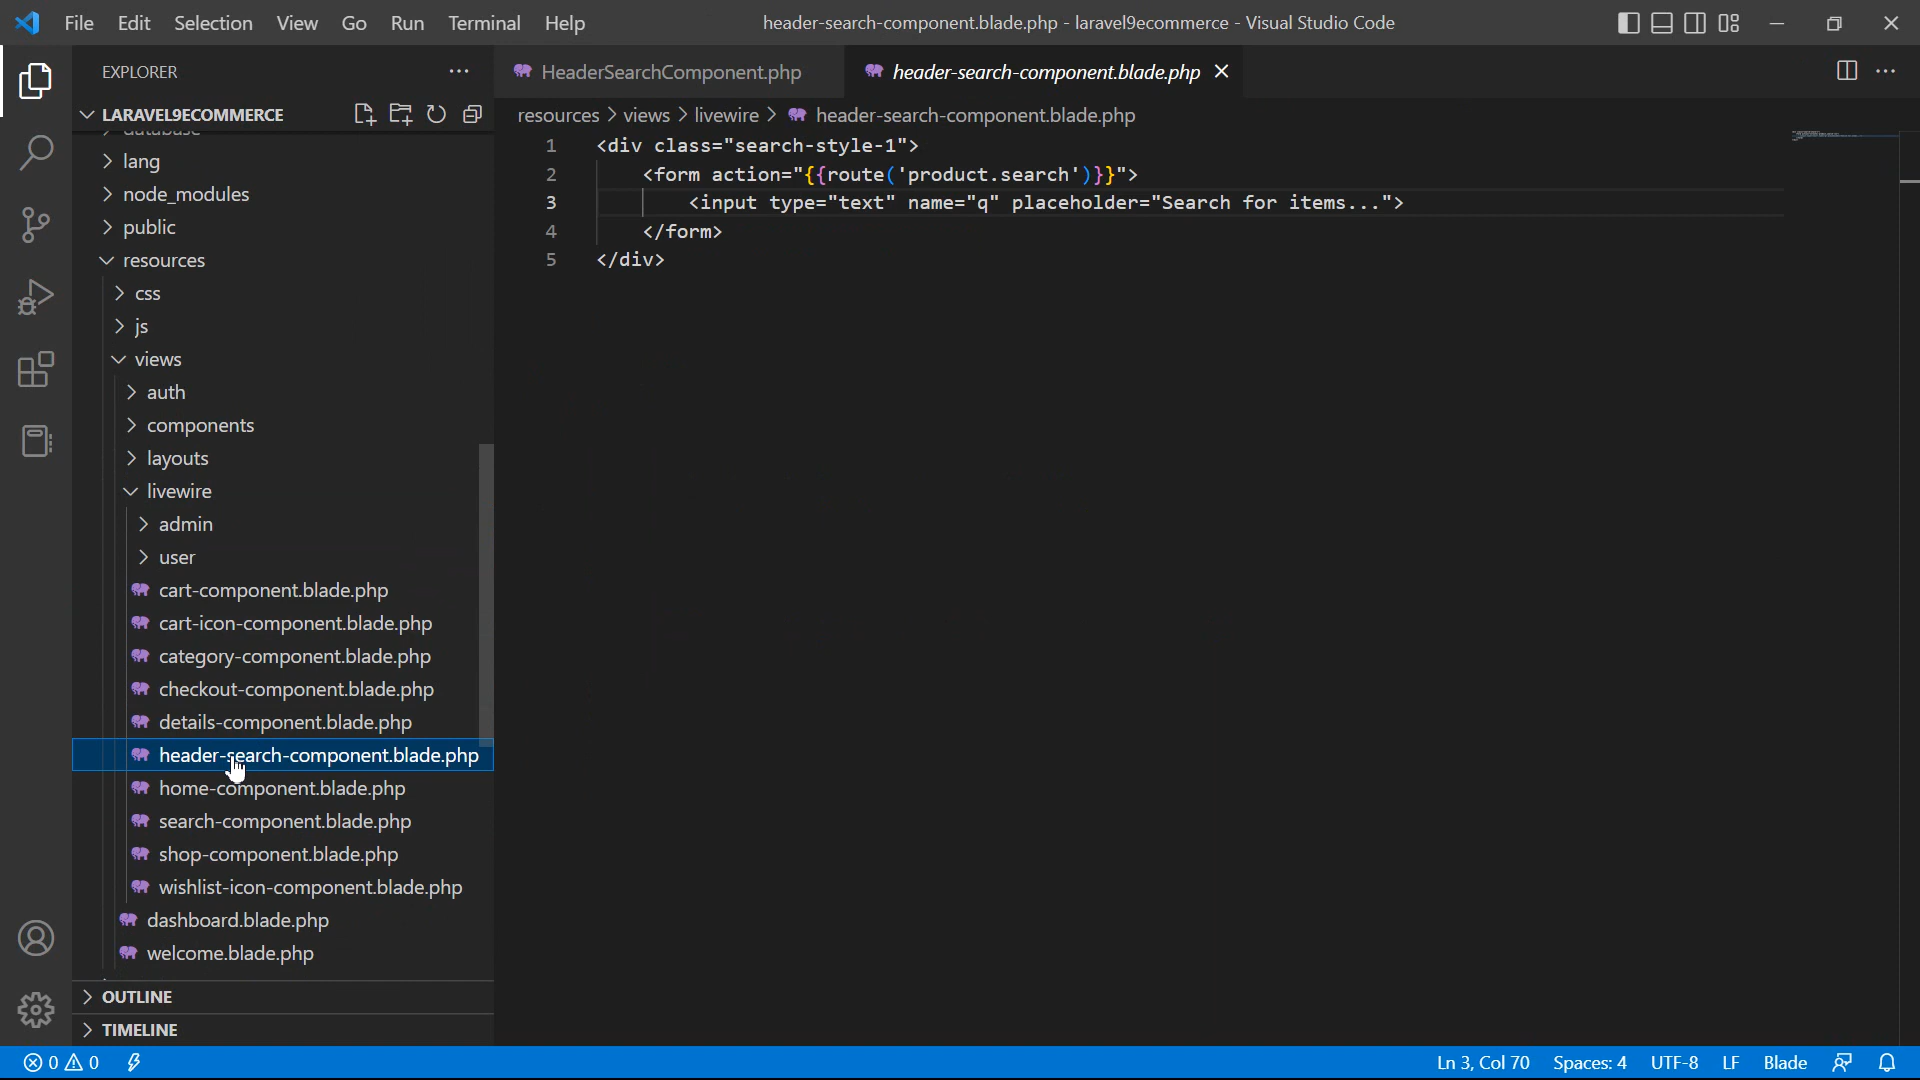 File Edit Selection View Go Run Terminal Help
header-search-component.blade.php - laravel9ecommerce - Visual Studio Code
EXPLORER
LARAVEL9ECOMMERCE
database
lang
node_modules
public
resources
css
js
views
auth
components
layouts
livewire
admin
user
cart-component.blade.php
cart-icon-component.blade.php
category-component.blade.php
checkout-component.blade.php
details-component.blade.php
header-search-component.blade.php
home-component.blade.php
search-component.blade.php
shop-component.blade.php
wishlist-icon-component.blade.php
dashboard.blade.php
welcome.blade.php
OUTLINE
TIMELINE
HeaderSearchComponent.php
header-search-component.blade.php
resources > views > livewire > header-search-component.blade.php
1 <div class="search-style-1">
2 <form action="{{route('product.search')}}">
3 <input type="text" name="q" placeholder="Search for items...">
4 </form>
5 </div>
0 0
Ln 3, Col 70 Spaces: 4 UTF-8 LF Blade